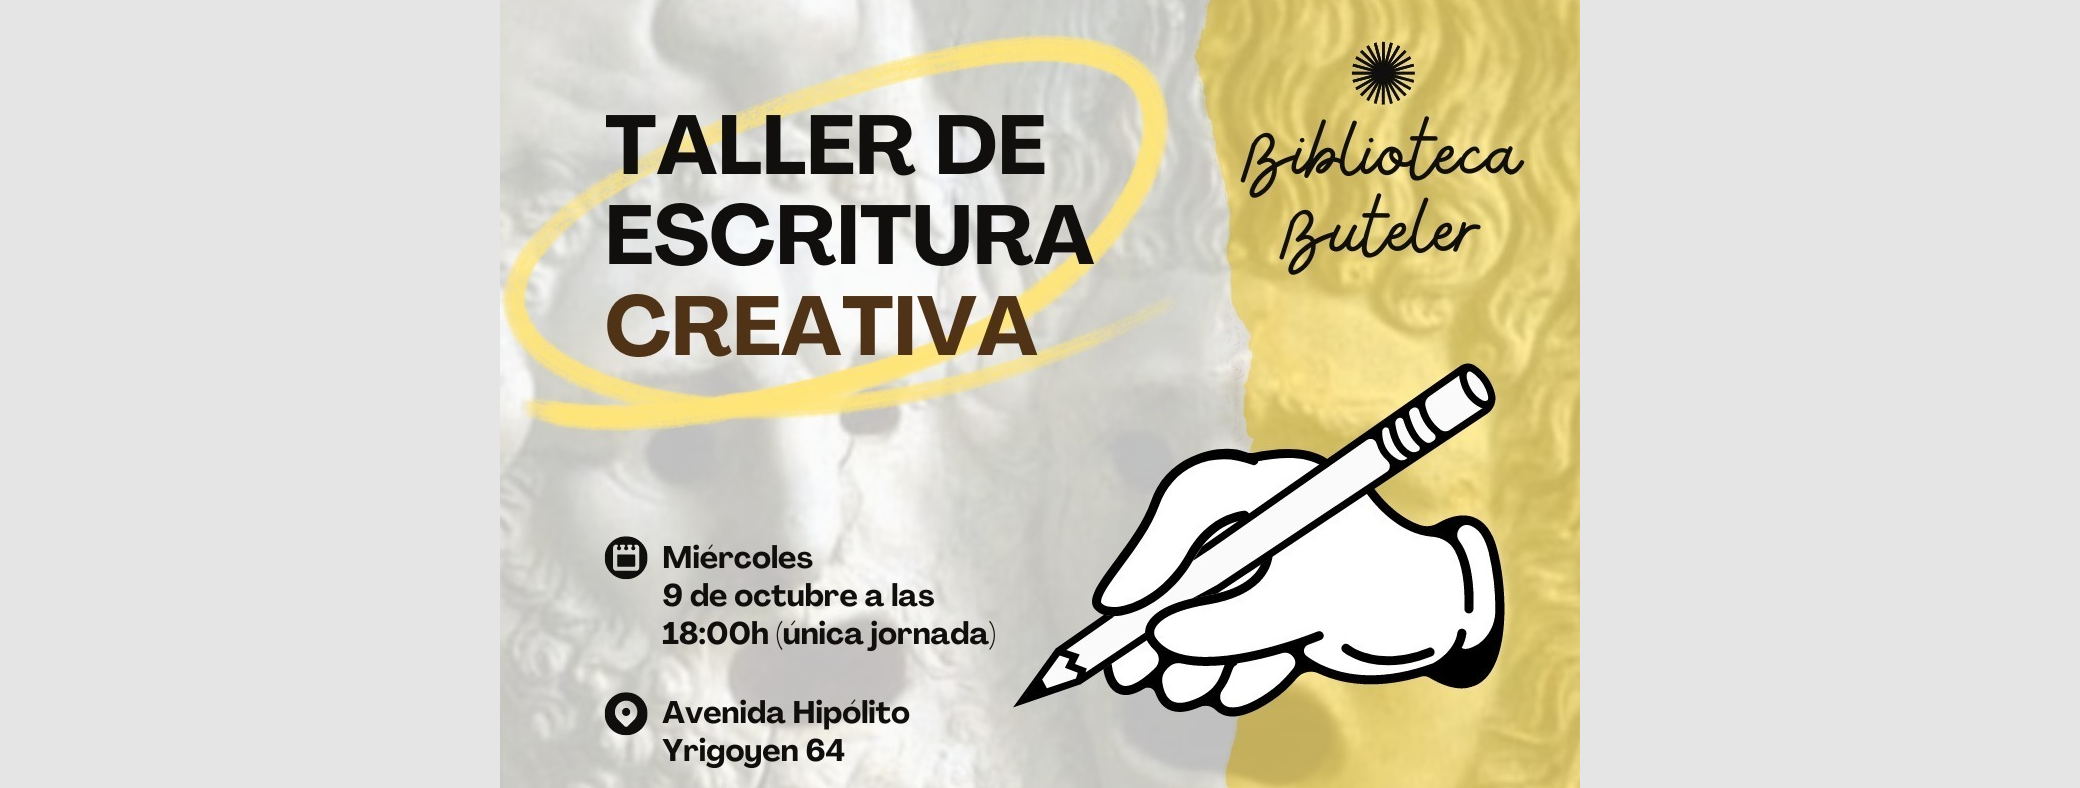 TALLER DE
ESCRITURA
CREATIVA
Biblioteca
Buteler
Miércoles
9 de octubre a las
18:00h (única jornada)
Avenida Hipólito
Yrigoyen 64